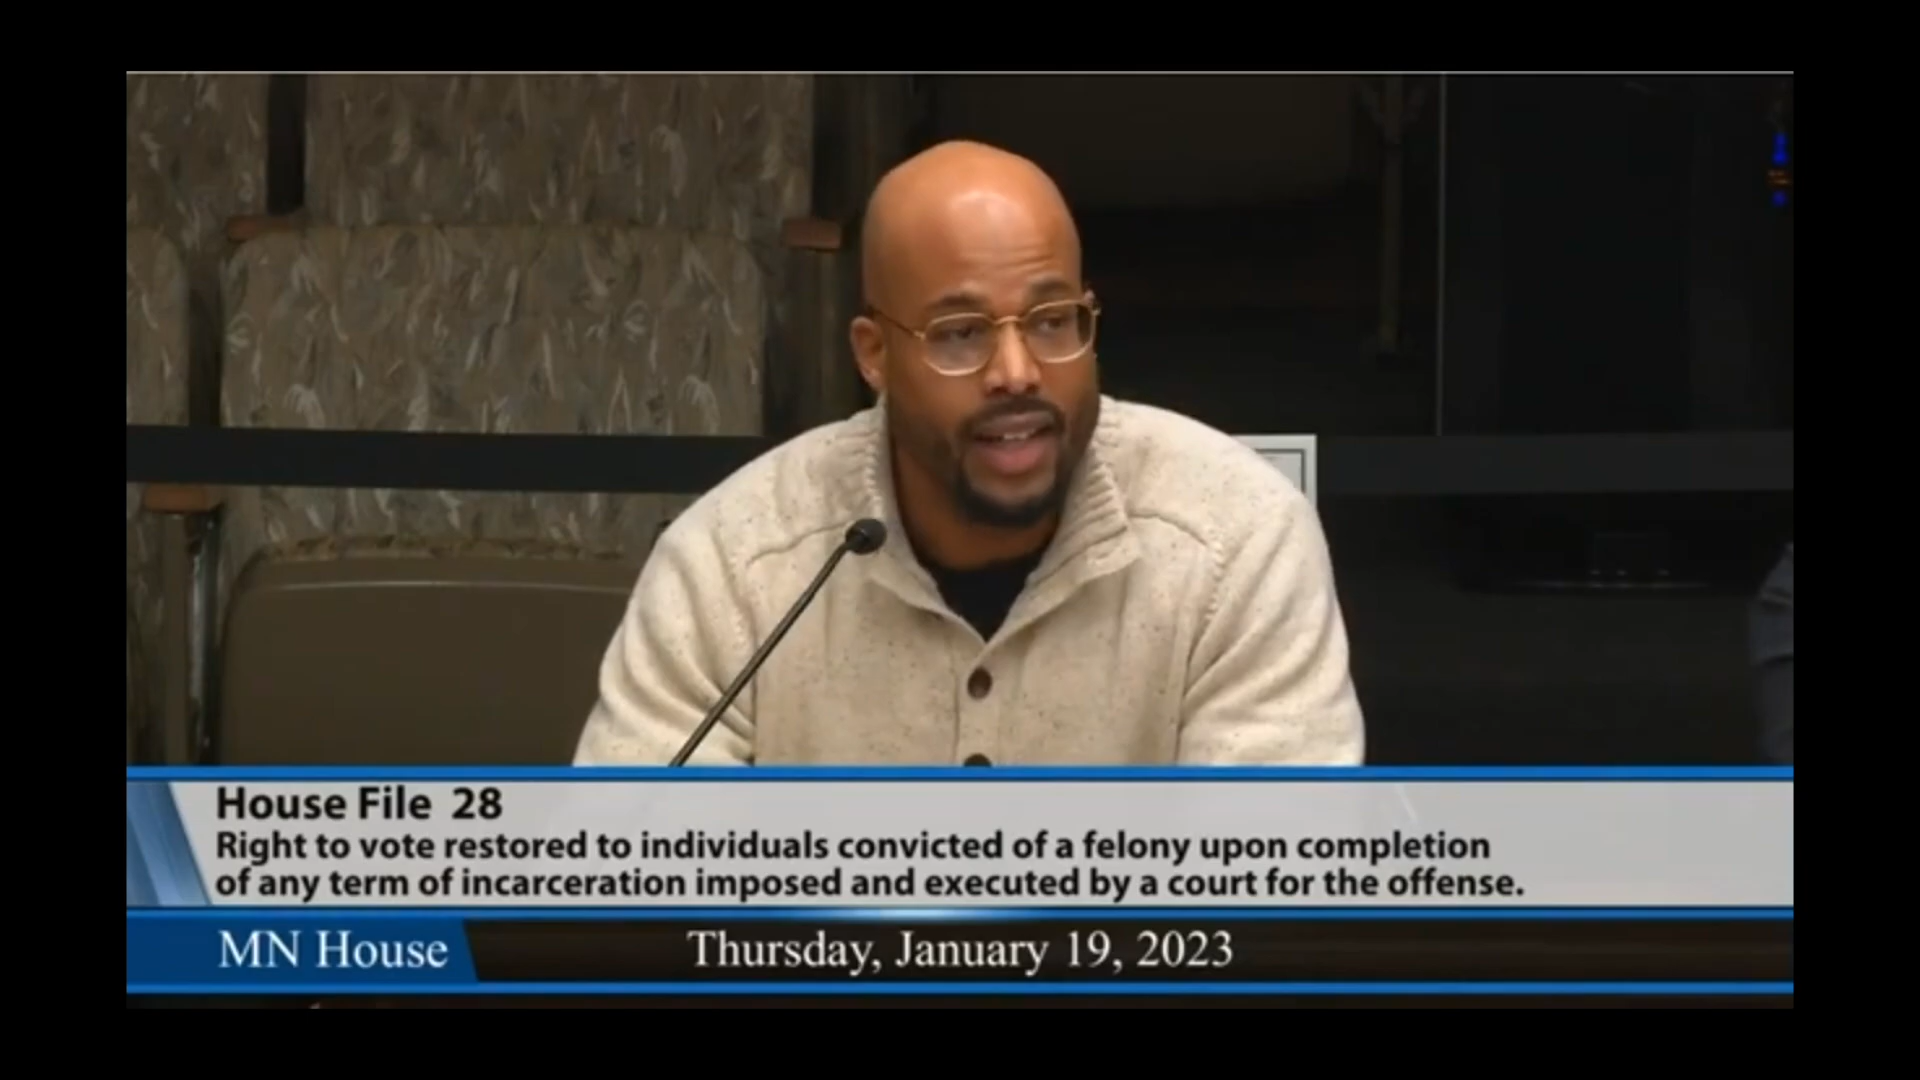 House File 28
Right to vote restored to individuals convicted of a felony upon completion
of any term of incarceration imposed and executed by a court for the offense.
MN House
Thursday, January 19, 2023